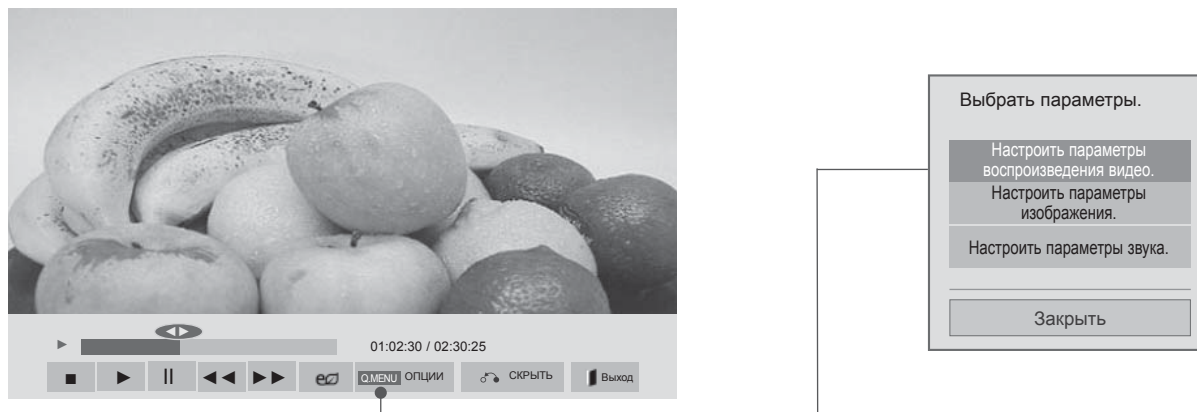 01:02:30 / 02:30:25
Q.MENU ОПЦИИ
СКРЫТЬ
Выход
Выбрать параметры.
Настроить параметры
воспроизведения видео.
Настроить параметры
изображения.
Настроить параметры звука.
Закрыть